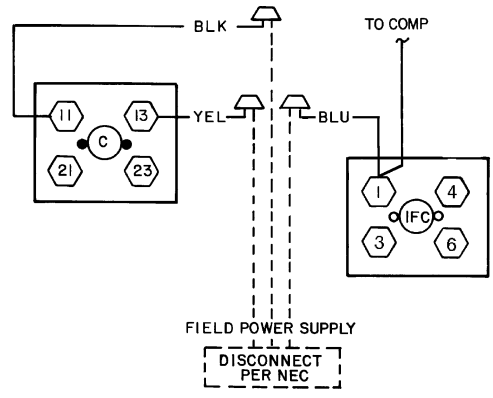 BLK
TO COMP
11
13
YEL
BLU
C
21
23
1
4
IFC
3
6
FIELD POWER SUPPLY
DISCONNECT
PER NEC